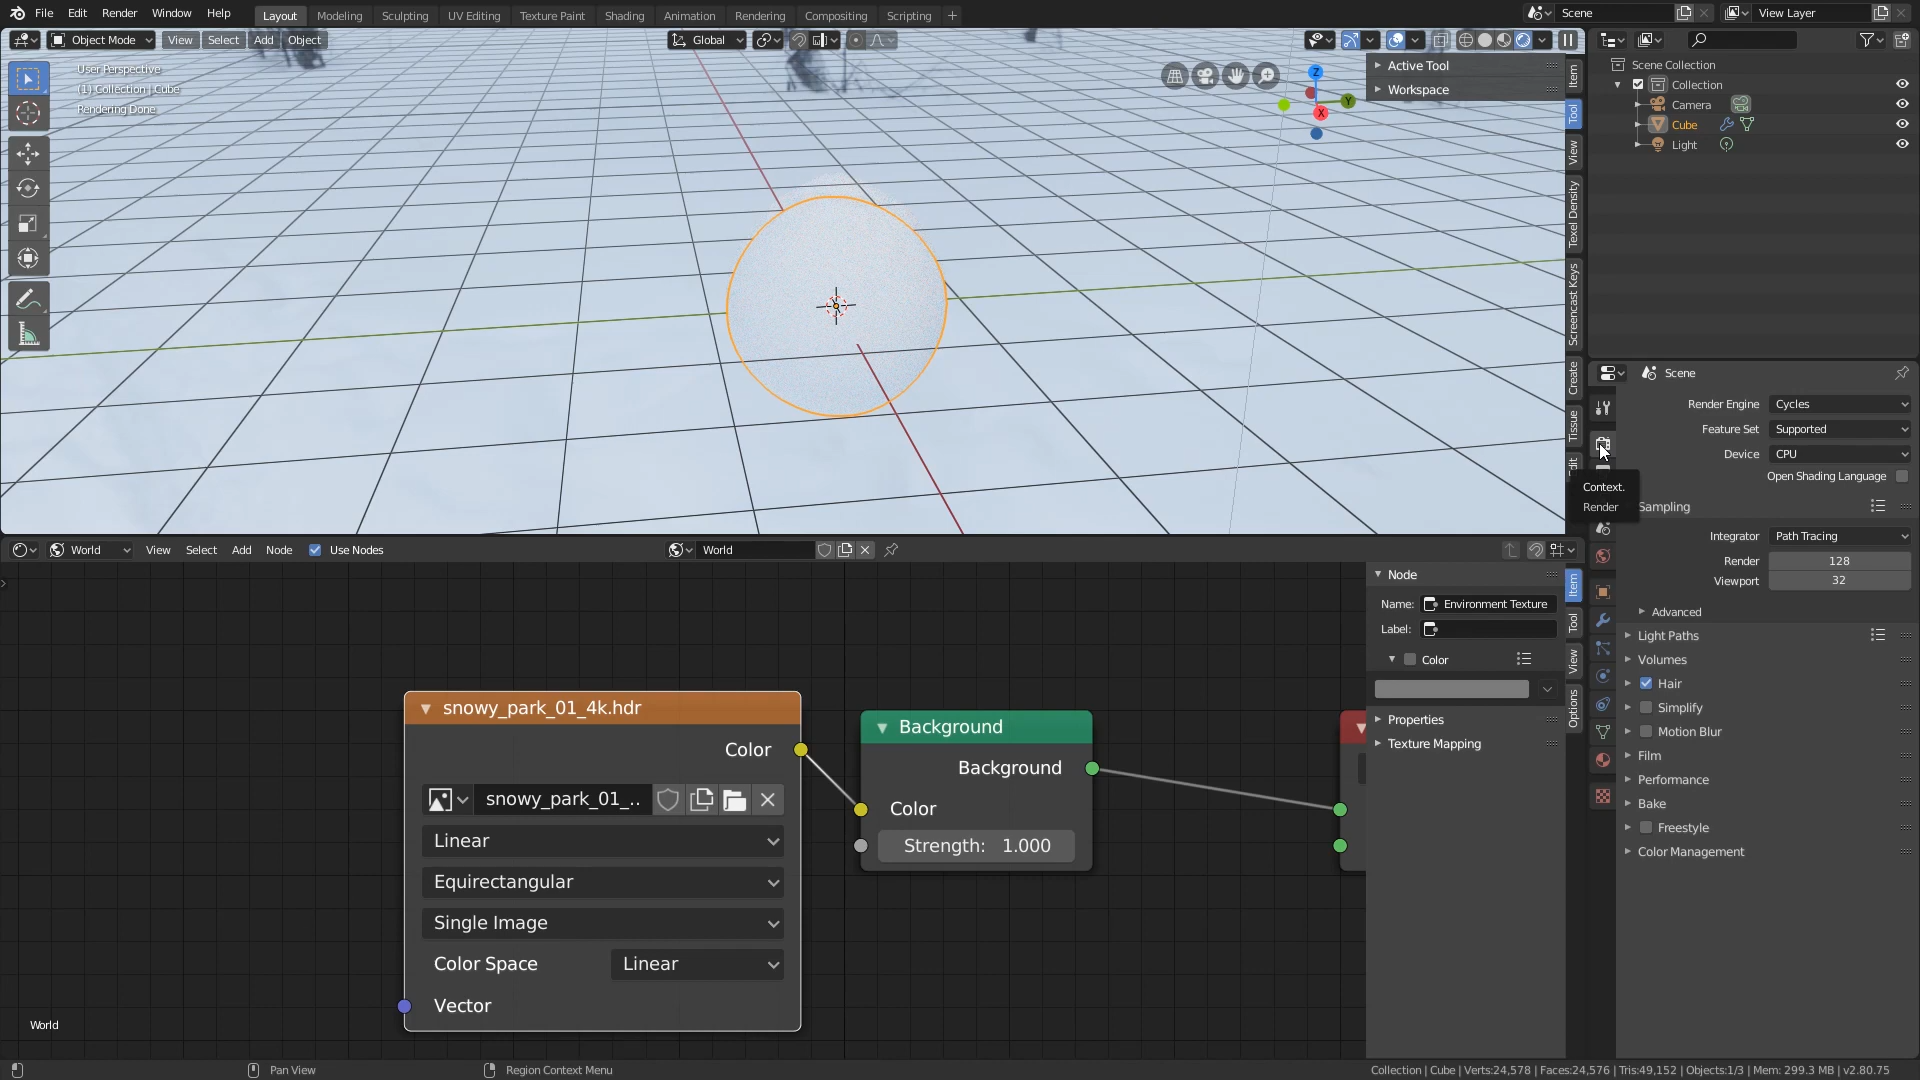 File Edit Render Window Help
Layout Modeling Sculpting UV Editing Texture Paint Shading Animation Rendering Compositing Scripting +
Scene
View Layer
Object Mode View Select Add Object
Global
User Perspective
(1) Collection | Cube
Rendering Done
Z
Y
X
Active Tool
Workspace
Item
Tool
View
Texel Density
Screencast Keys
Create
Tissue
Scene Collection
Collection
Camera
Cube
Light
Scene
Render Engine Cycles
Feature Set Supported
Device CPU
Open Shading Language
Context.
Render
Sampling
Integrator Path Tracing
Render 128
Viewport 32
Advanced
Light Paths
Volumes
Hair
Simplify
Motion Blur
Film
Performance
Bake
Freestyle
Color Management
World View Select Add Node Use Nodes
World
Node
Name: Environment Texture
Label:
Color
Properties
Texture Mapping
Item
Tool
View
Options
snowy_park_01_4k.hdr
Color
snowy_park_01_..
Linear
Equirectangular
Single Image
Color Space Linear
Vector
Background
Background
Color
Strength: 1.000
World
Pan View
Region Context Menu
Collection | Cube | Verts:24,578 | Faces:24,576 | Tris:49,152 | Objects:1/3 | Mem: 299.3 MB | v2.80.75